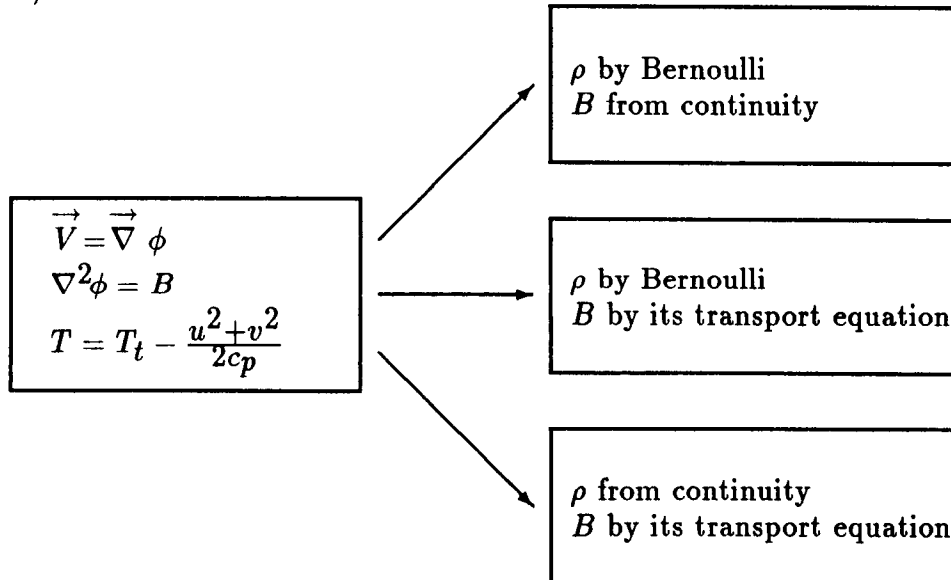 ρ by Bernoulli
B from continuity
V⃗ = ∇⃗ ϕ
∇²ϕ = B
T = T_t − (u²+v²)/(2c_p)
ρ by Bernoulli
B by its transport equation
ρ from continuity
B by its transport equation